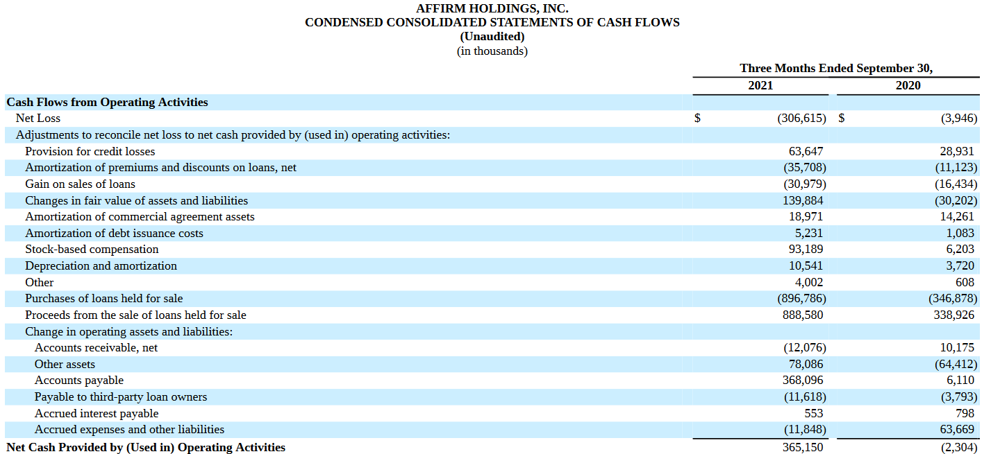 AFFIRM HOLDINGS, INC.
CONDENSED CONSOLIDATED STATEMENTS OF CASH FLOWS
(Unaudited)
(in thousands)
Three Months Ended September 30,
2021 2020
Cash Flows from Operating Activities
Net Loss $ (306,615) $ (3,946)
Adjustments to reconcile net loss to net cash provided by (used in) operating activities:
Provision for credit losses 63,647 28,931
Amortization of premiums and discounts on loans, net (35,708) (11,123)
Gain on sales of loans (30,979) (16,434)
Changes in fair value of assets and liabilities 139,884 (30,202)
Amortization of commercial agreement assets 18,971 14,261
Amortization of debt issuance costs 5,231 1,083
Stock-based compensation 93,189 6,203
Depreciation and amortization 10,541 3,720
Other 4,002 608
Purchases of loans held for sale (896,786) (346,878)
Proceeds from the sale of loans held for sale 888,580 338,926
Change in operating assets and liabilities:
Accounts receivable, net (12,076) 10,175
Other assets 78,086 (64,412)
Accounts payable 368,096 6,110
Payable to third-party loan owners (11,618) (3,793)
Accrued interest payable 553 798
Accrued expenses and other liabilities (11,848) 63,669
Net Cash Provided by (Used in) Operating Activities 365,150 (2,304)